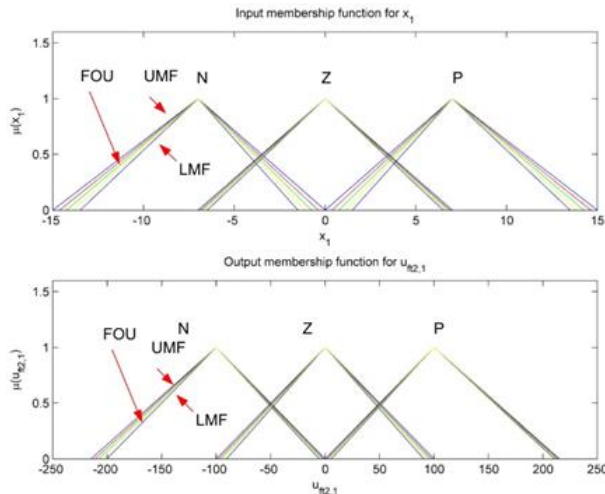 Input membership function for x1
1.5
1
0.5
0
μ(x1)
FOU
UMF
N
Z
P
LMF
-15
-10
-5
0
5
10
15
x1
Output membership function for uft2,1
1.5
1
0.5
0
μ(uft2,1)
FOU
N
UMF
Z
P
LMF
-250
-200
-150
-100
-50
0
50
100
150
200
250
uft2,1